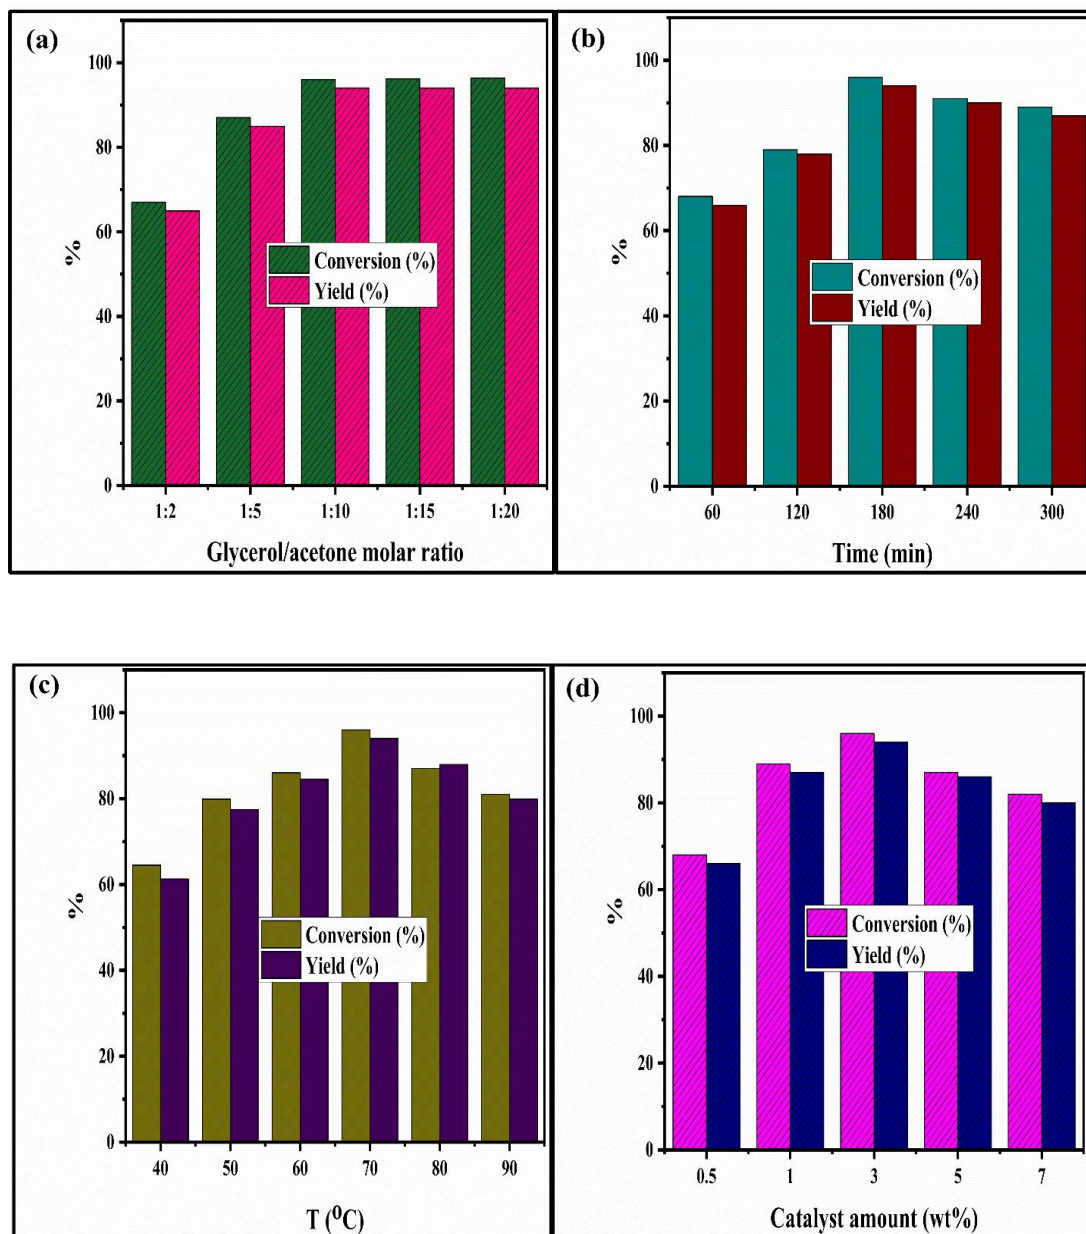 (a)
100
80
60
40
20
0
%
Conversion (%)
Yield (%)
1:2 1:5 1:10 1:15 1:20
Glycerol/acetone molar ratio
(b)
100
80
60
40
20
0
%
Conversion (%)
Yield (%)
60 120 180 240 300
Time (min)
(c)
100
80
60
40
20
0
%
Conversion (%)
Yield (%)
40 50 60 70 80 90
T (⁰C)
(d)
100
80
60
40
20
0
%
Conversion (%)
Yield (%)
0.5 1 3 5 7
Catalyst amount (wt%)